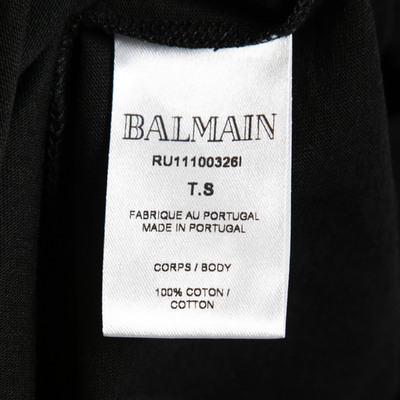 BALMAIN
RU11100326I
T.S
FABRIQUE AU PORTUGAL
MADE IN PORTUGAL
CORPS / BODY
100% COTON /
COTTON